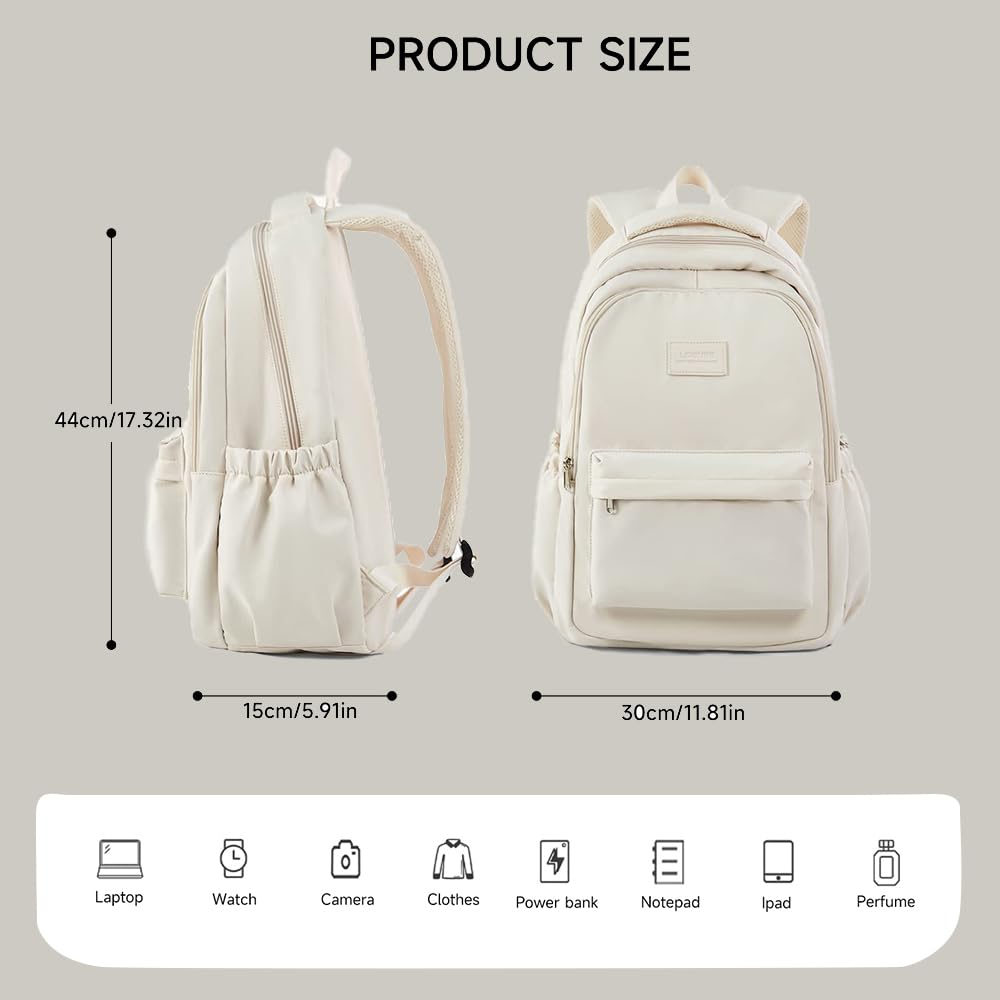 PRODUCT SIZE
44cm/17.32in
15cm/5.91in
30cm/11.81in
Laptop
Watch
Camera
Clothes
Power bank
Notepad
Ipad
Perfume